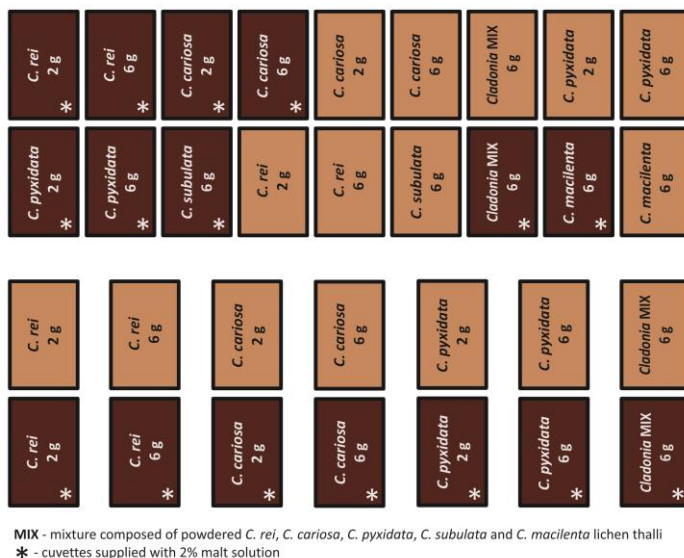 C. rei
2 g
*
C. rei
6 g
*
C. cariosa
2 g
*
C. cariosa
6 g
*
C. cariosa
2 g
C. cariosa
6 g
Cladonia MIX
6 g
C. pyxidata
2 g
C. pyxidata
6 g
C. pyxidata
2 g
*
C. pyxidata
6 g
*
C. subulata
6 g
*
C. rei
2 g
C. rei
6 g
C. subulata
6 g
Cladonia MIX
6 g
*
C. macilenta
6 g
*
C. macilenta
6 g
C. rei
2 g
C. rei
6 g
C. cariosa
2 g
C. cariosa
6 g
C. pyxidata
2 g
C. pyxidata
6 g
Cladonia MIX
6 g
C. rei
2 g
*
C. rei
6 g
*
C. cariosa
2 g
*
C. cariosa
6 g
*
C. pyxidata
2 g
*
C. pyxidata
6 g
*
Cladonia MIX
6 g
*
MIX - mixture composed of powdered C. rei, C. cariosa, C. pyxidata, C. subulata and C. macilenta lichen thalli
* - cuvettes supplied with 2% malt solution